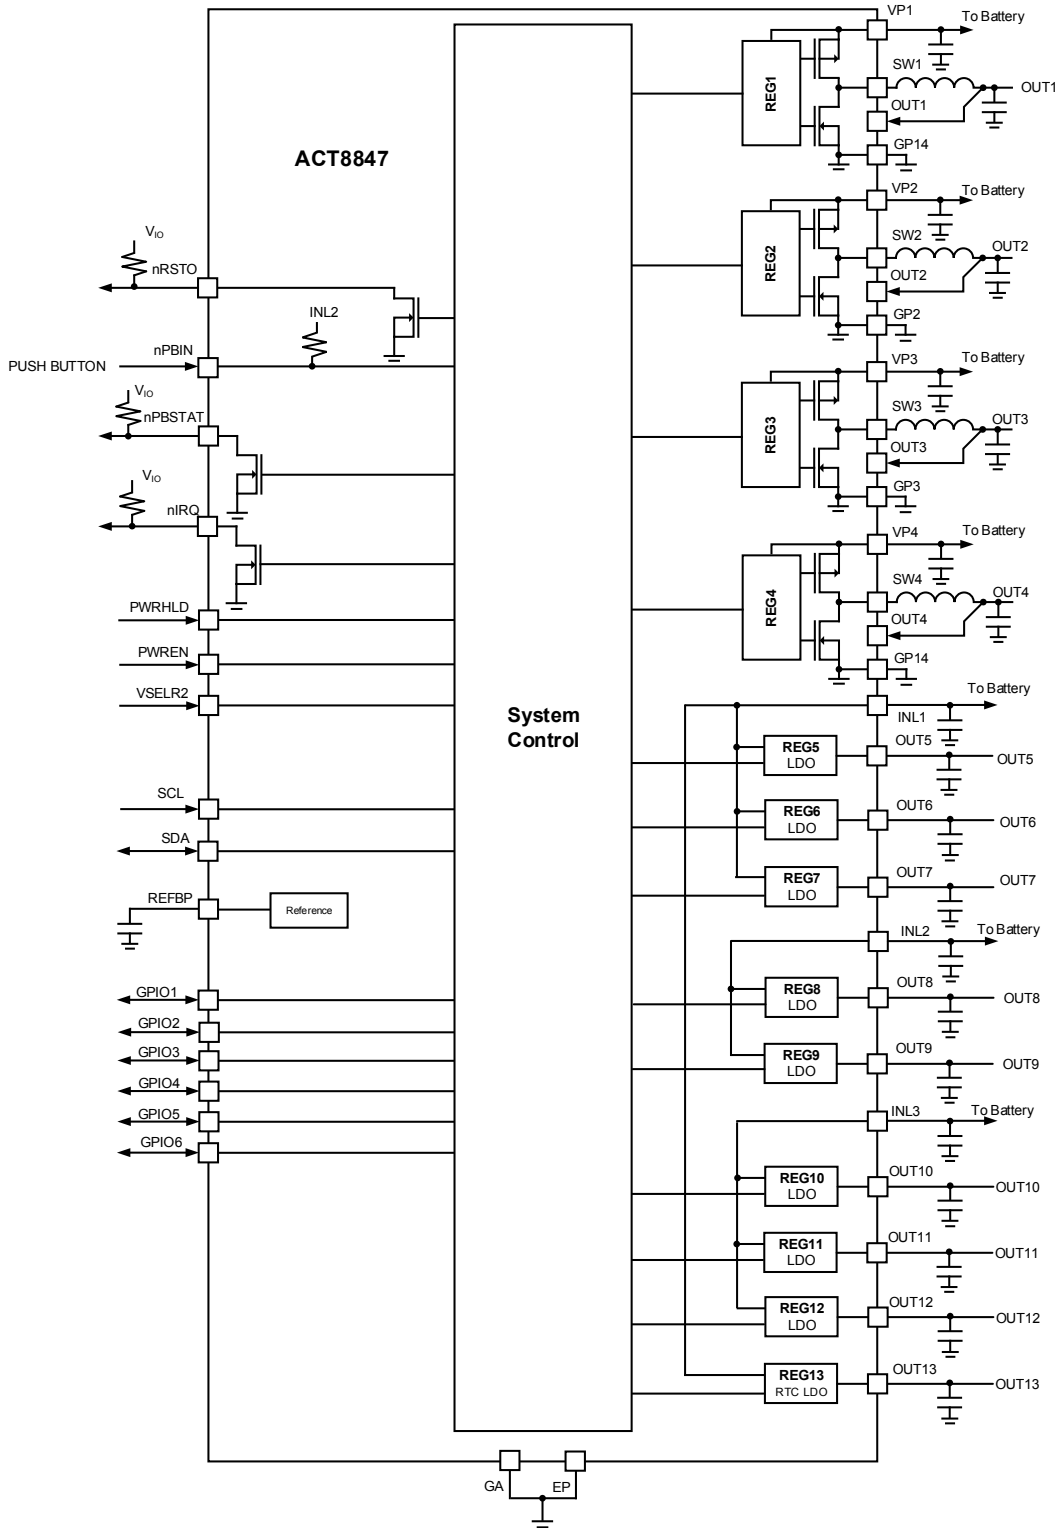 ACT8847
System
Control
VIO
nRSTO
INL2
nPBIN
PUSH BUTTON
VIO
nPBSTAT
VIO
nIRQ
PWRHLD
PWREN
VSELR2
SCL
SDA
REFBP
Reference
GPIO1
GPIO2
GPIO3
GPIO4
GPIO5
GPIO6
VP1
To Battery
REG1
SW1
OUT1
OUT1
GP14
VP2
To Battery
REG2
SW2
OUT2
OUT2
GP2
VP3
To Battery
REG3
SW3
OUT3
OUT3
GP3
VP4
To Battery
REG4
SW4
OUT4
OUT4
GP14
To Battery
INL1
REG5
LDO
OUT5
OUT5
REG6
LDO
OUT6
OUT6
REG7
LDO
OUT7
OUT7
INL2
To Battery
REG8
LDO
OUT8
OUT8
REG9
LDO
OUT9
OUT9
INL3
To Battery
REG10
LDO
OUT10
OUT10
REG11
LDO
OUT11
OUT11
REG12
LDO
OUT12
OUT12
REG13
RTC LDO
OUT13
OUT13
GA
EP